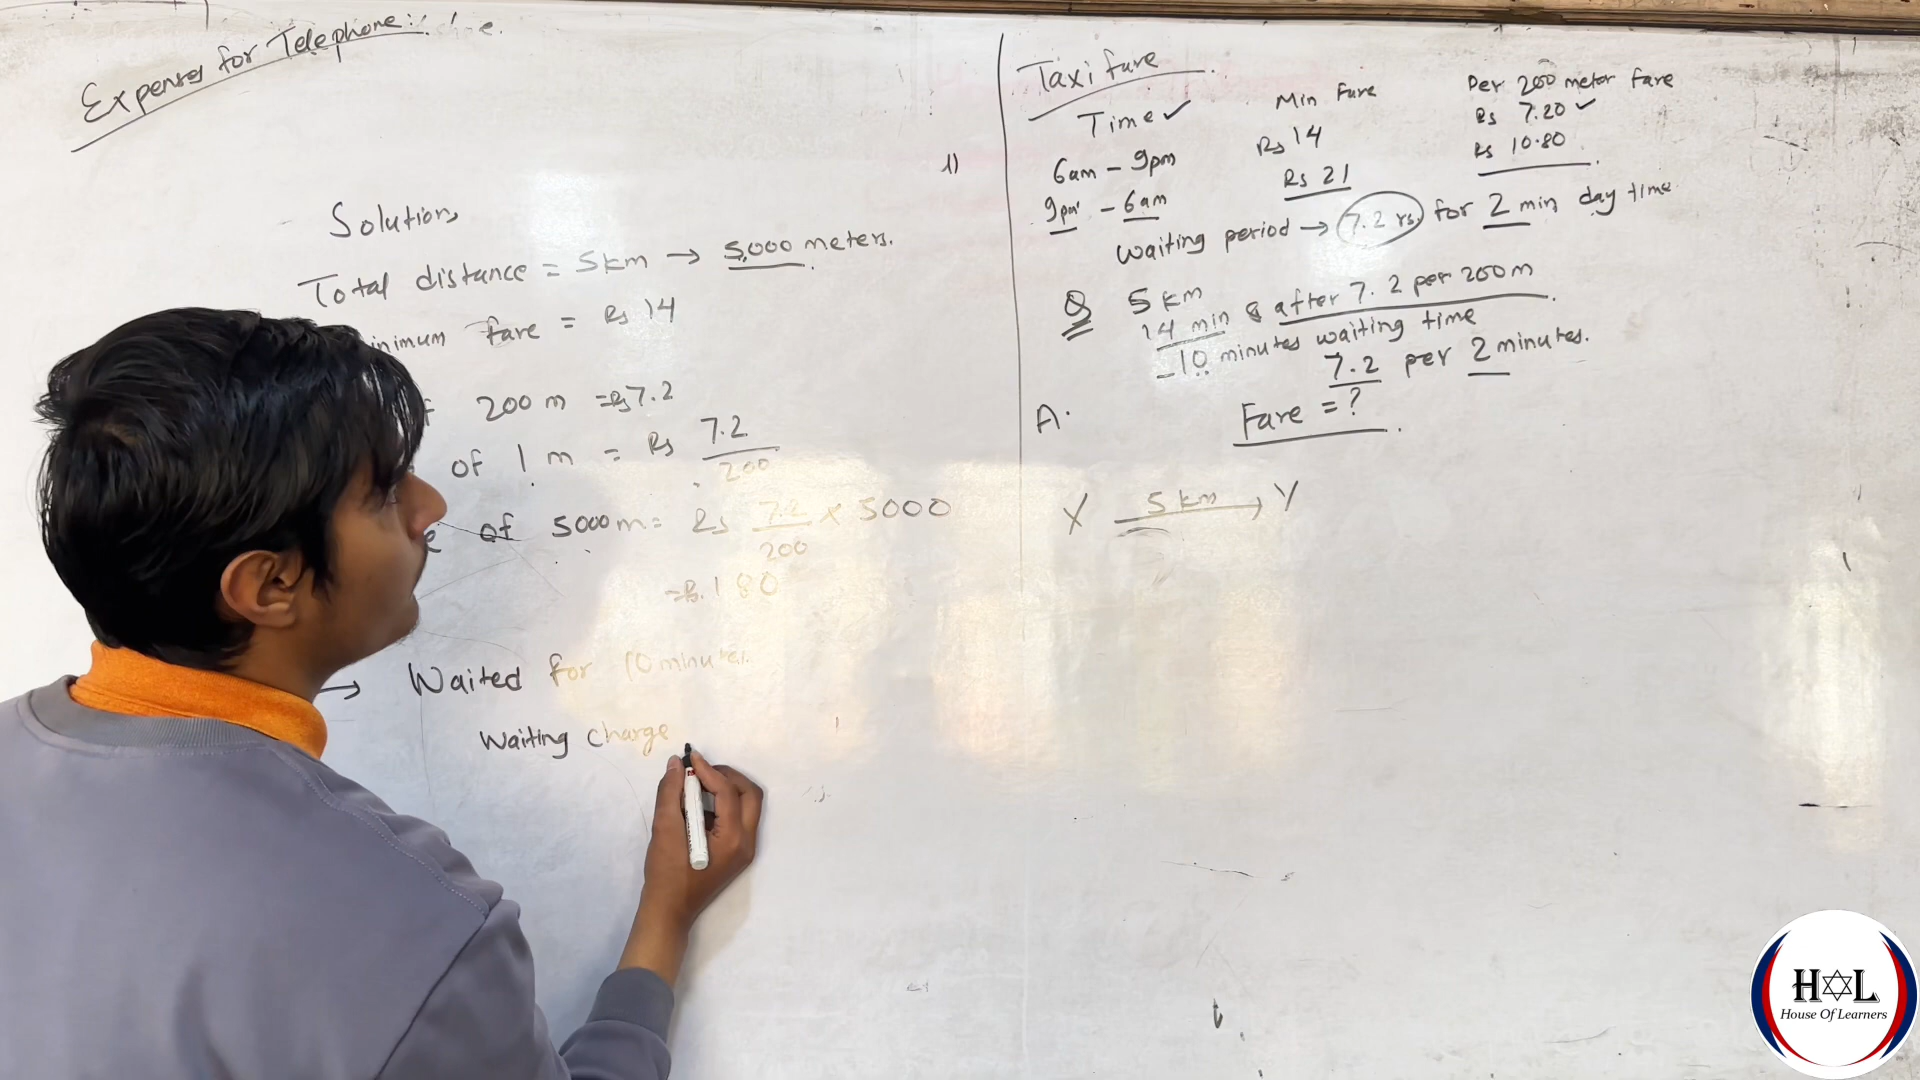 Expenses for Telephone:
Solution,
Total distance = 5km → 5000 meters.
inimum fare = Rs 14
f 200 m = Rs 7.2
of 1 m = Rs 7.2/200
e of 5000m = Rs 7.2/200 × 5000
= Rs. 180
→ Waited for 10 minutes.
Waiting charge
Taxi fare
1)
Time ✓ Min Fare Per 200 meter fare
6am - 9pm Rs 14 Rs 7.20 ✓
9pm - 6am Rs 21 Rs 10.80
Waiting period → 7.2 rs. for 2 min day time
Q 5 km
14 min & after 7.2 per 200m
- 10 minutes waiting time
7.2 per 2 minutes.
A. Fare = ?
X 5 km → Y
H L
House Of Learners